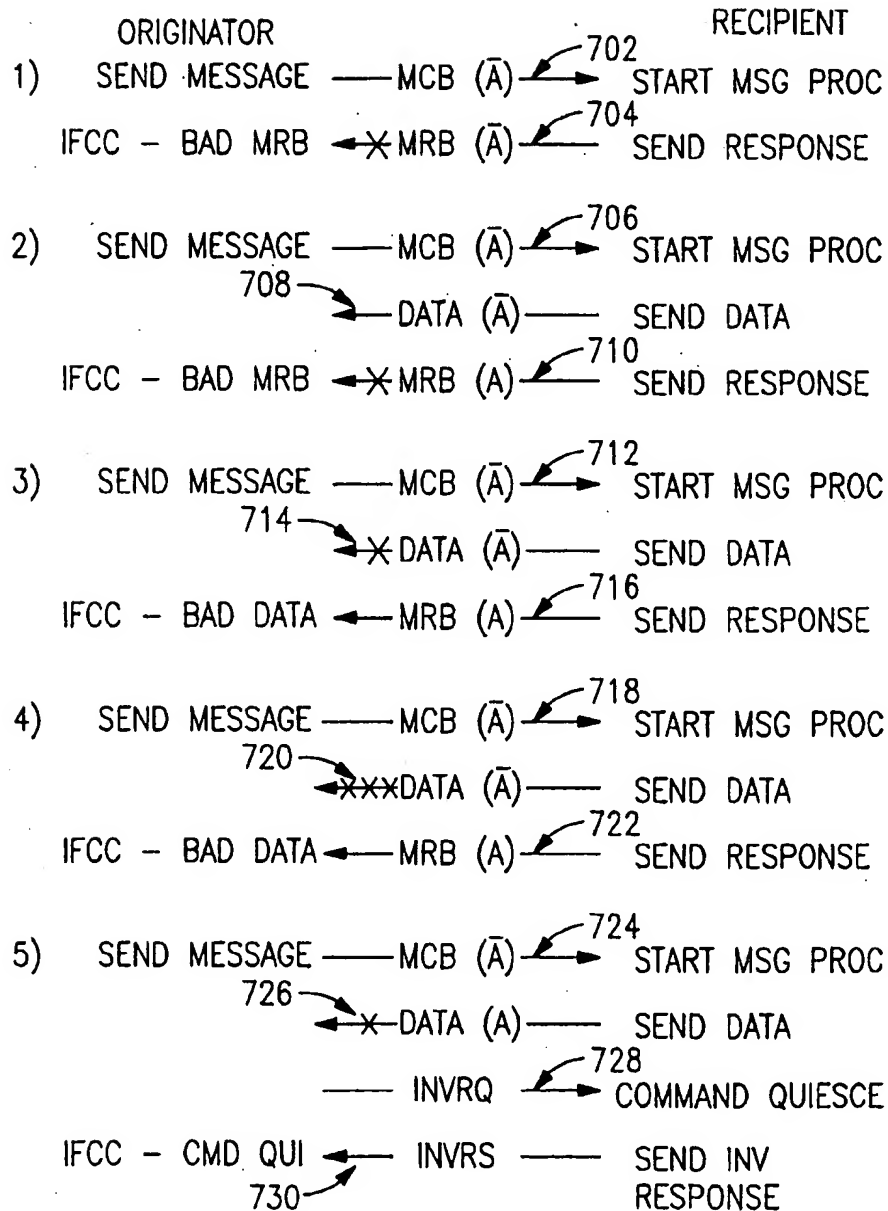 ORIGINATOR RECIPIENT
702
1) SEND MESSAGE MCB (Ā) START MSG PROC
704
IFCC - BAD MRB MRB (Ā) SEND RESPONSE
706
2) SEND MESSAGE MCB (Ā) START MSG PROC
708
DATA (Ā) SEND DATA
710
IFCC - BAD MRB MRB (A) SEND RESPONSE
712
3) SEND MESSAGE MCB (Ā) START MSG PROC
714
DATA (Ā) SEND DATA
716
IFCC - BAD DATA MRB (A) SEND RESPONSE
718
4) SEND MESSAGE MCB (Ā) START MSG PROC
720
DATA (Ā) SEND DATA
722
IFCC - BAD DATA MRB (A) SEND RESPONSE
724
5) SEND MESSAGE MCB (Ā) START MSG PROC
726
DATA (A) SEND DATA
728
INVRQ COMMAND QUIESCE
IFCC - CMD QUI INVRS SEND INV
730 RESPONSE